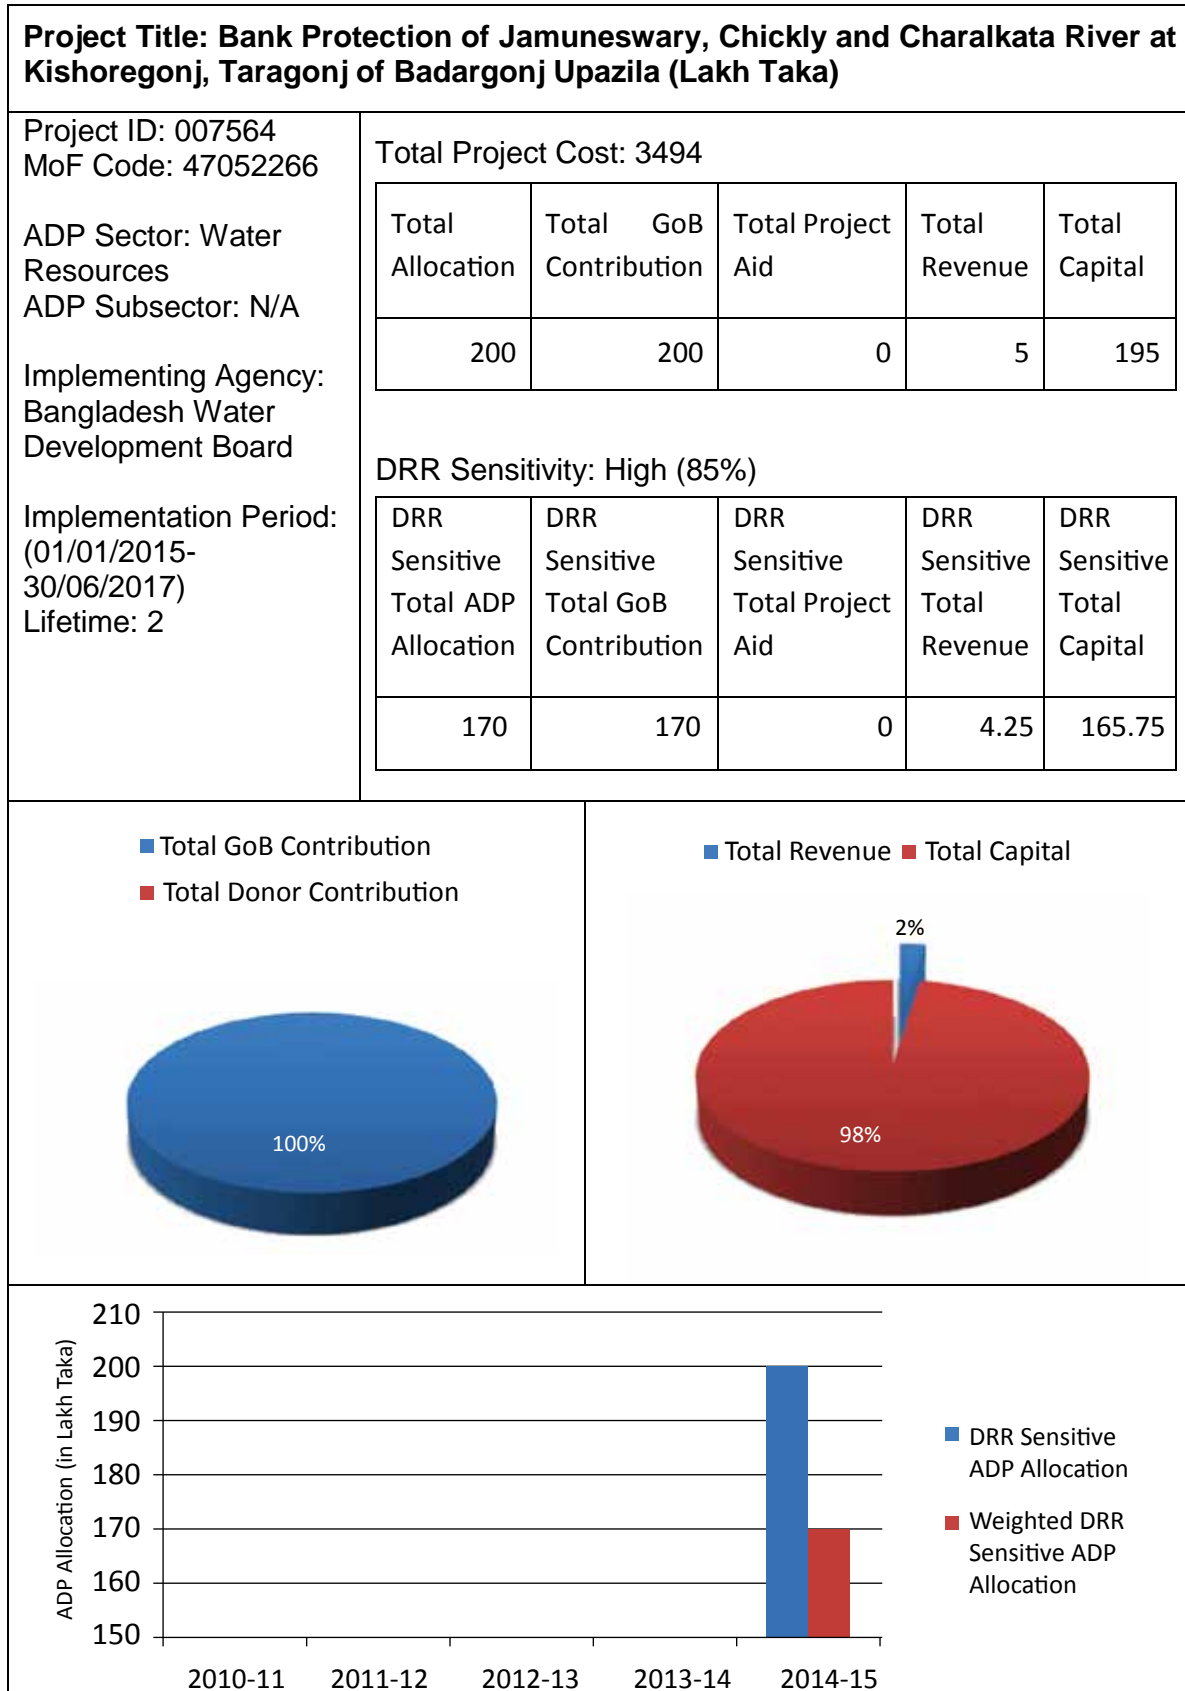 Project Title: Bank Protection of Jamuneswary, Chickly and Charalkata River at
Kishoregonj, Taragonj of Badargonj Upazila (Lakh Taka)
Project ID: 007564
MoF Code: 47052266
ADP Sector: Water
Resources
ADP Subsector: N/A
Implementing Agency:
Bangladesh Water
Development Board
Implementation Period:
(01/01/2015-
30/06/2017)
Lifetime: 2
Total Project Cost: 3494
Total Allocation
Total GoB Contribution
Total Project Aid
Total Revenue
Total Capital
200 200 0 5 195
DRR Sensitivity: High (85%)
DRR Sensitive Total ADP Allocation
DRR Sensitive Total GoB Contribution
DRR Sensitive Total Project Aid
DRR Sensitive Total Revenue
DRR Sensitive Total Capital
170 170 0 4.25 165.75
Total GoB Contribution
Total Donor Contribution
100%
Total Revenue Total Capital
2%
98%
ADP Allocation (in Lakh Taka)
210
200
190
180
170
160
150
2010-11 2011-12 2012-13 2013-14 2014-15
DRR Sensitive
ADP Allocation
Weighted DRR
Sensitive ADP
Allocation